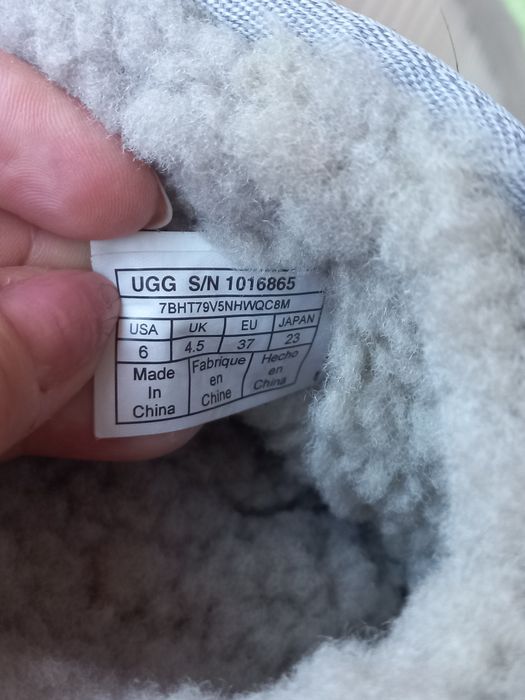 UGG S/N 1016865
7BHT79V5NHWQC8M
USA UK EU JAPAN
6 4.5 37 23
Made Fabrique Hecho
In en en
China Chine China